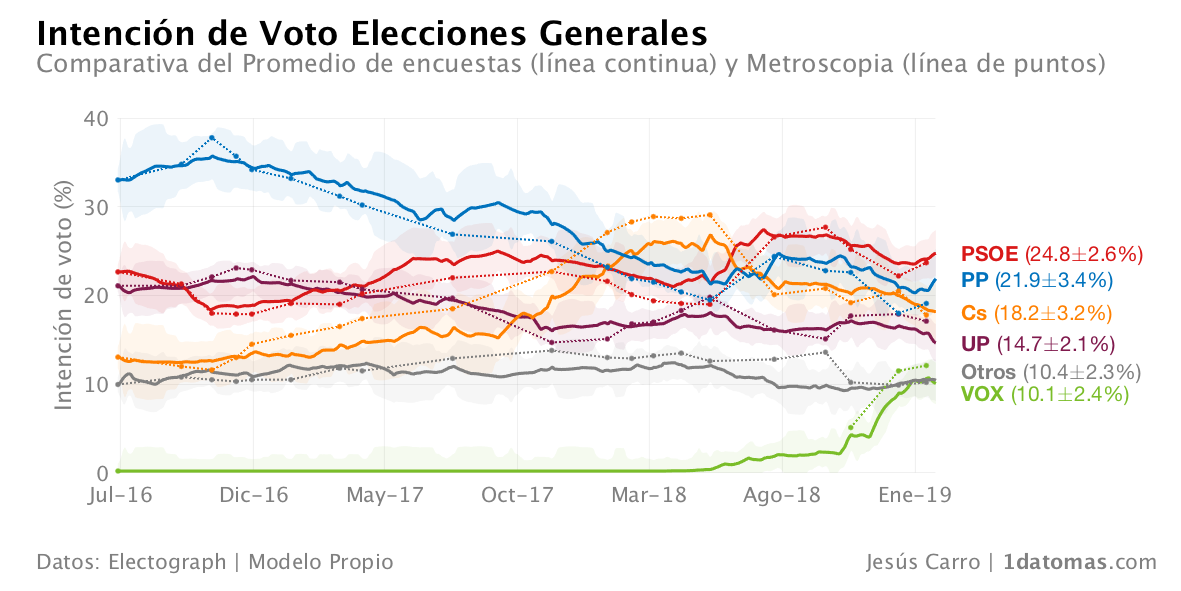 Intención de Voto Elecciones Generales
Comparativa del Promedio de encuestas (línea continua) y Metroscopia (línea de puntos)
Intención de voto (%)
40
30
20
10
0
Jul–16
Dic–16
May–17
Oct–17
Mar–18
Ago–18
Ene–19
PSOE (24.8±2.6%)
PP (21.9±3.4%)
Cs (18.2±3.2%)
UP (14.7±2.1%)
Otros (10.4±2.3%)
VOX (10.1±2.4%)
Datos: Electograph | Modelo Propio
Jesús Carro | 1datomas.com